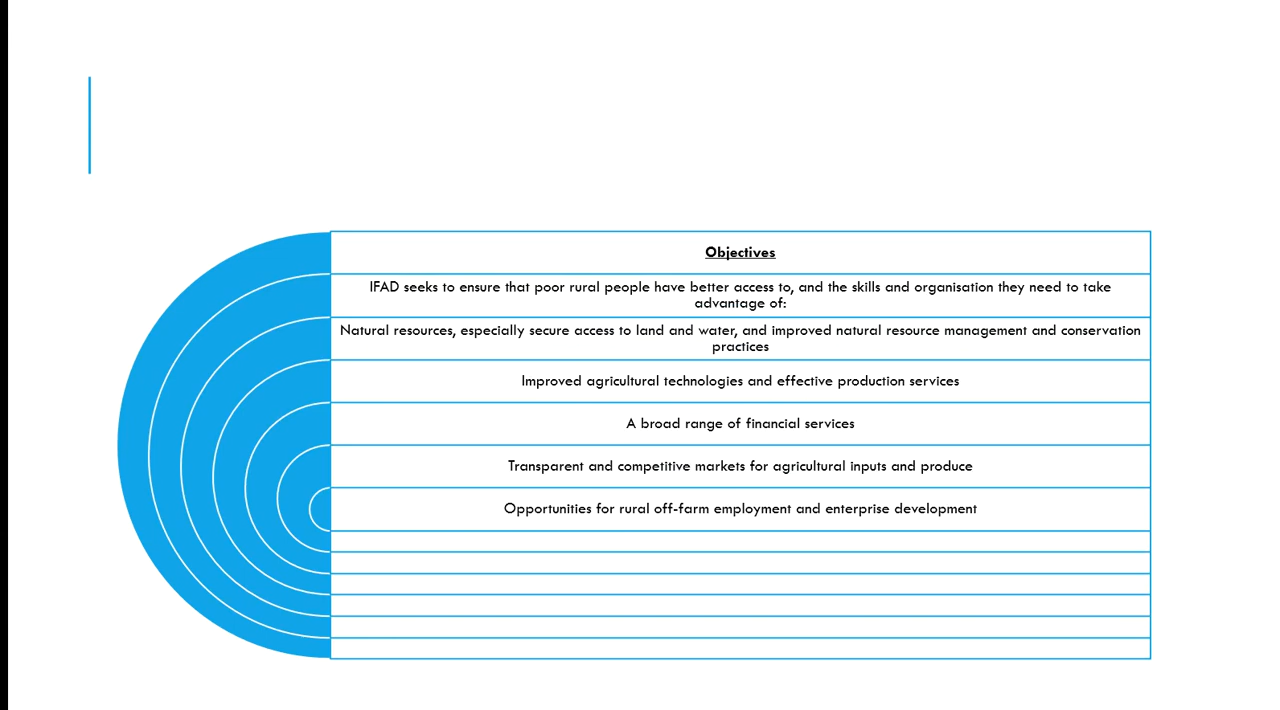 Objectives
IFAD seeks to ensure that poor rural people have better access to, and the skills and organisation they need to take
advantage of:
Natural resources, especially secure access to land and water, and improved natural resource management and conservation
practices
Improved agricultural technologies and effective production services
A broad range of financial services
Transparent and competitive markets for agricultural inputs and produce
Opportunities for rural off-farm employment and enterprise development